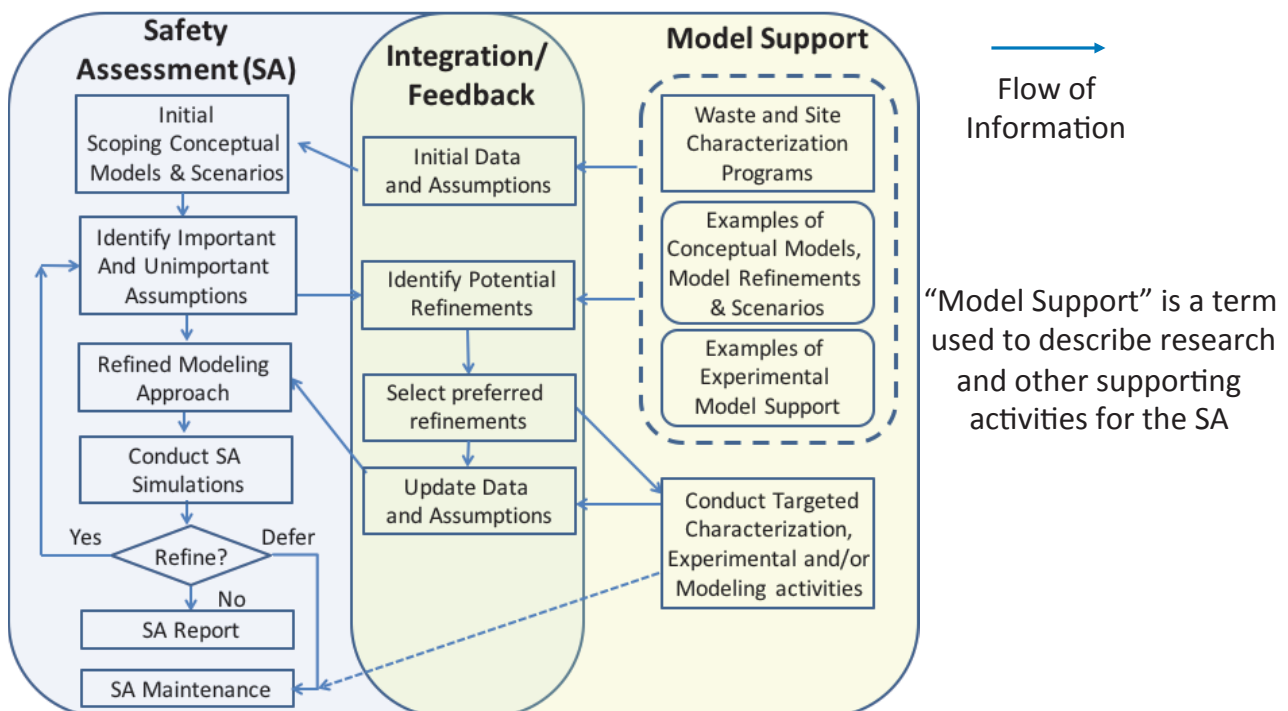 Safety
Assessment (SA)
Initial
Scoping Conceptual
Models & Scenarios
Identify Important
And Unimportant
Assumptions
Refined Modeling
Approach
Conduct SA
Simulations
Yes
Refine?
Defer
No
SA Report
SA Maintenance
Integration/
Feedback
Initial Data
and Assumptions
Identify Potential
Refinements
Select preferred
refinements
Update Data
and Assumptions
Model Support
Waste and Site
Characterization
Programs
Examples of
Conceptual Models,
Model Refinements
& Scenarios
Examples of
Experimental
Model Support
Conduct Targeted
Characterization,
Experimental and/or
Modeling activities
Flow of
Information
“Model Support” is a term
used to describe research
and other supporting
activities for the SA